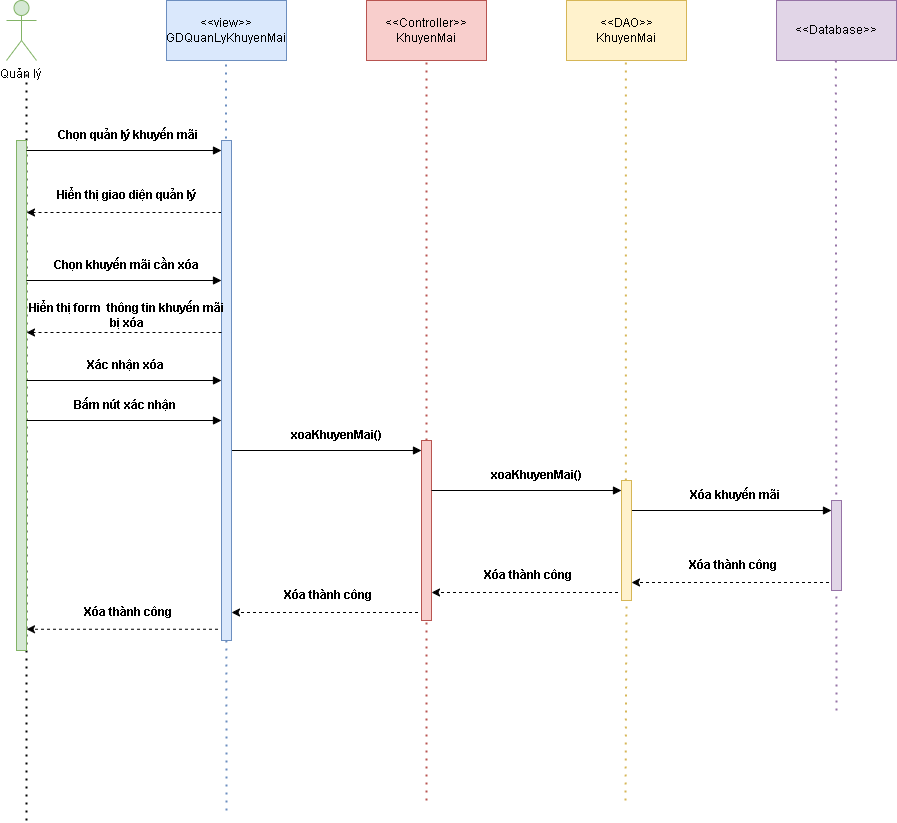 <<view>>
GDQuanLyKhuyenMai
<<Controller>>
KhuyenMai
<<DAO>>
KhuyenMai
<<Database>>
Quản lý
Chọn quản lý khuyến mãi
Hiển thị giao diện quản lý
Chọn khuyến mãi cần xóa
Hiển thị form thông tin khuyến mãi
bị xóa
Xác nhận xóa
Bấm nút xác nhận
xoaKhuyenMai()
xoaKhuyenMai()
Xóa khuyến mãi
Xóa thành công
Xóa thành công
Xóa thành công
Xóa thành công